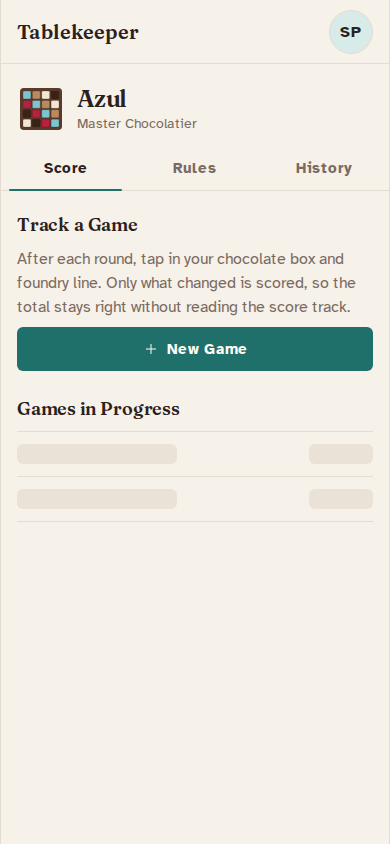 Tablekeeper
SP
Azul
Master Chocolatier
Score
Rules
History
Track a Game
After each round, tap in your chocolate box and
foundry line. Only what changed is scored, so the
total stays right without reading the score track.
+ New Game
Games in Progress